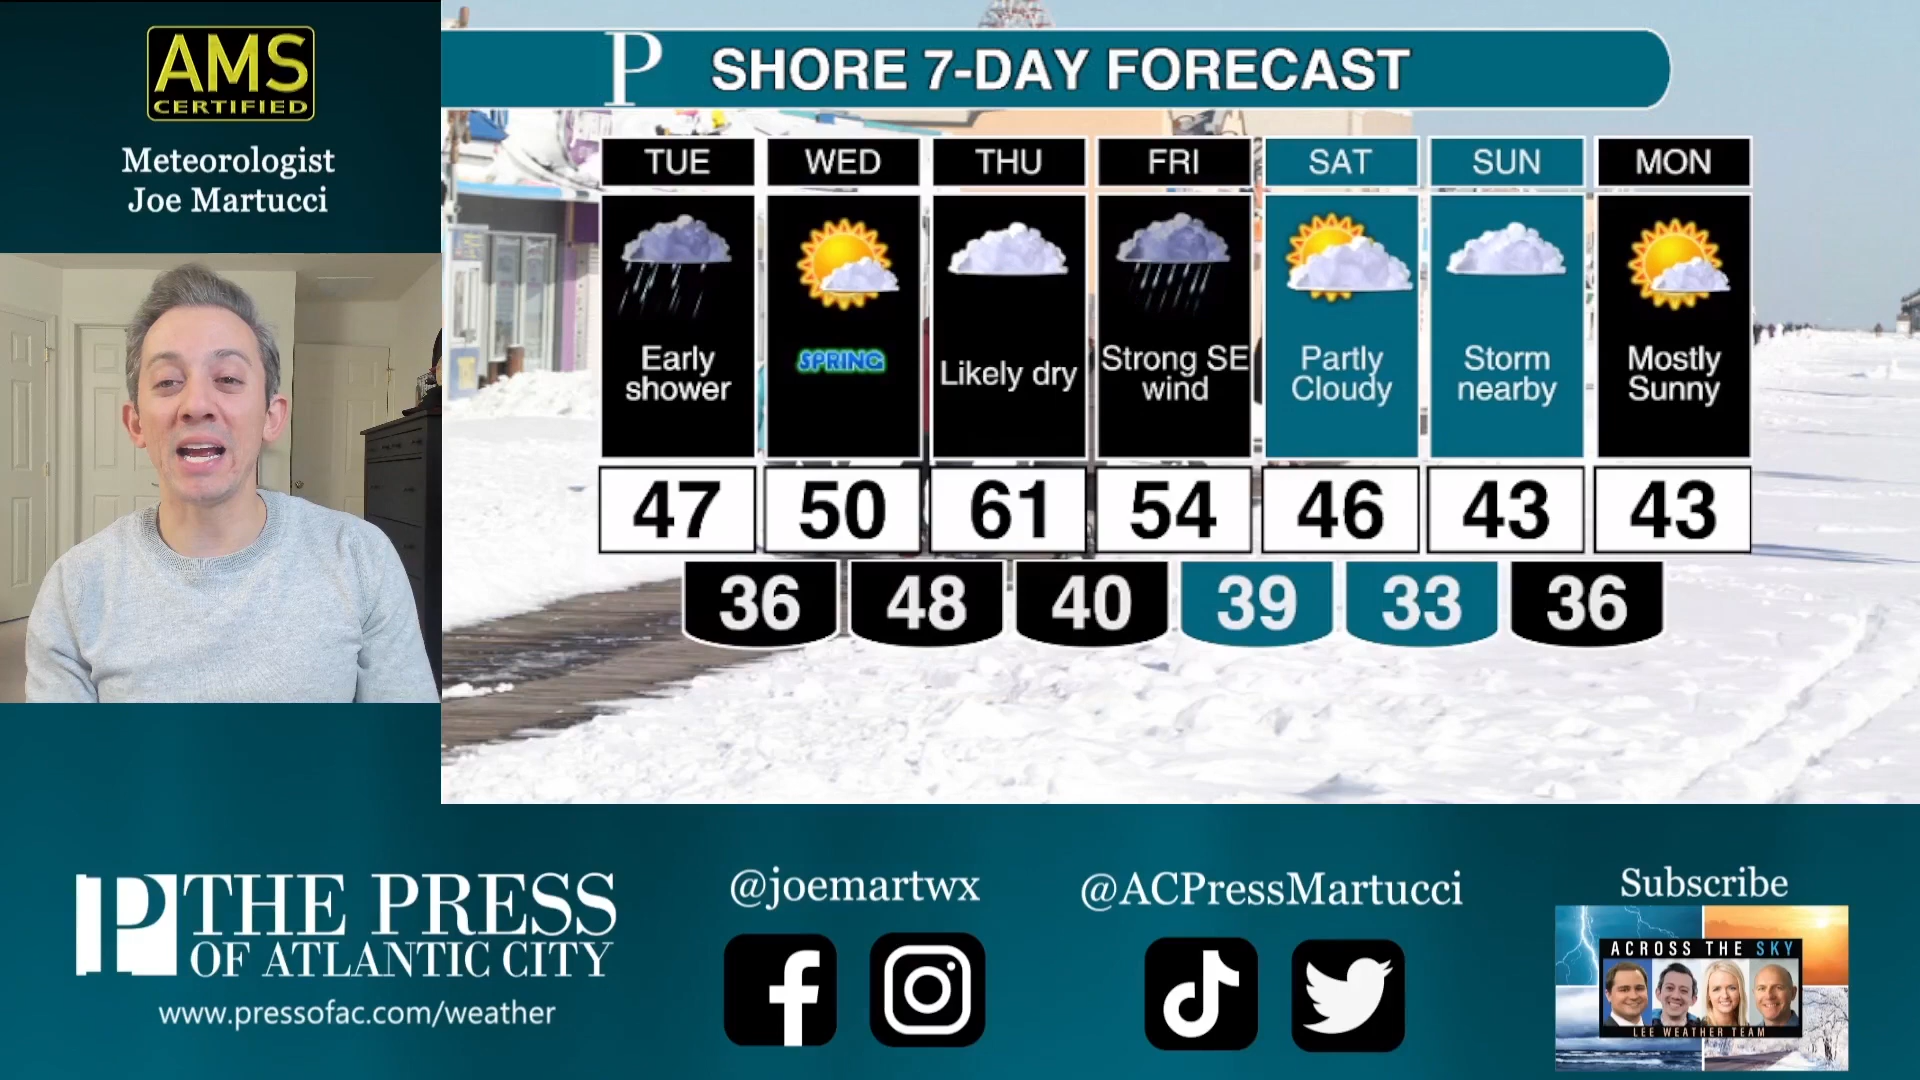 AMS
CERTIFIED
Meteorologist
Joe Martucci
P SHORE 7-DAY FORECAST
TUE WED THU FRI SAT SUN MON
Early
shower
SPRING
Likely dry
Strong SE
wind
Partly
Cloudy
Storm
nearby
Mostly
Sunny
47 50 61 54 46 43 43
36 48 40 39 33 36
P THE PRESS
OF ATLANTIC CITY
www.pressofac.com/weather
@joemartwx
@ACPressMartucci
Subscribe
ACROSS THE SKY
LEE WEATHER TEAM